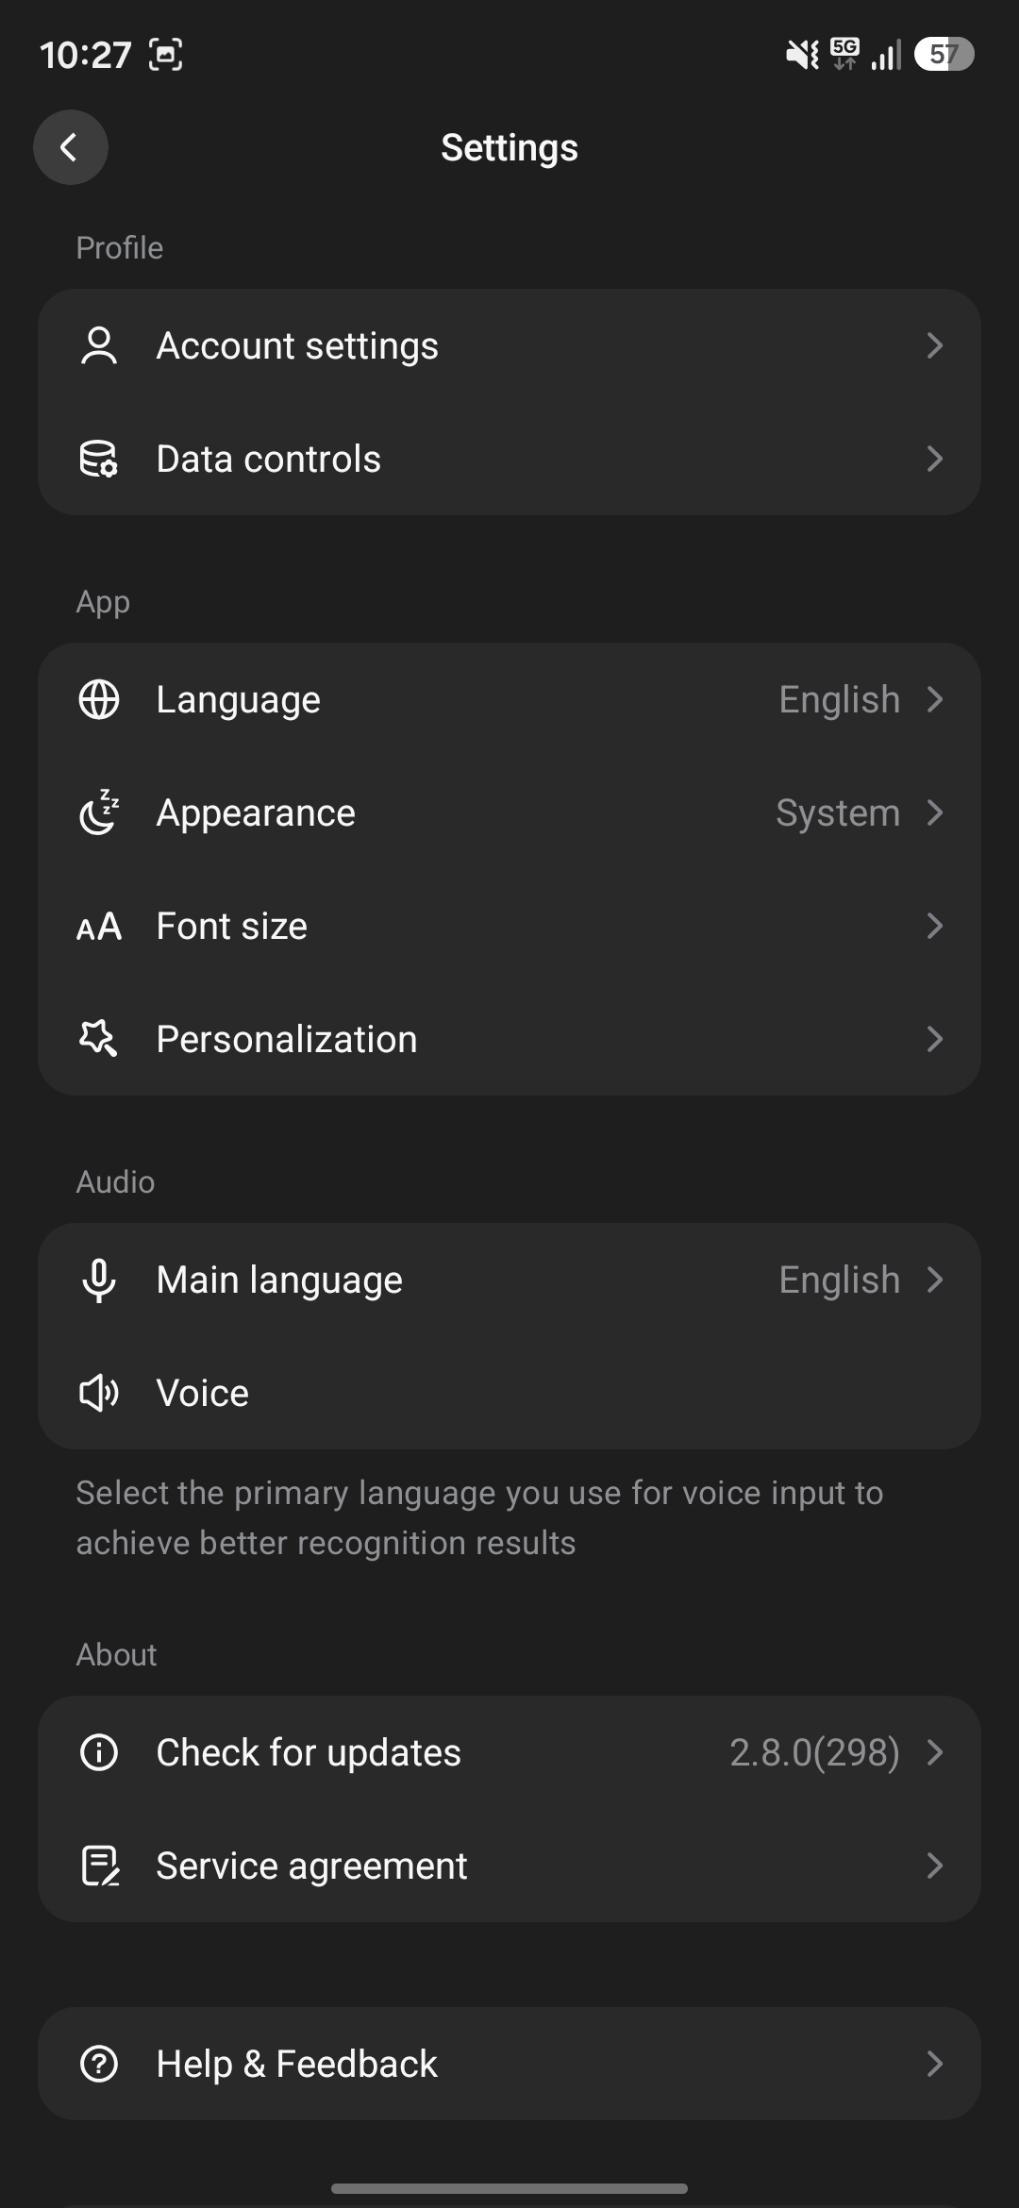 10:27
5G
57
Settings
Profile
Account settings
Data controls
App
Language English
Appearance System
Font size
Personalization
Audio
Main language English
Voice
Select the primary language you use for voice input to
achieve better recognition results
About
Check for updates 2.8.0(298)
Service agreement
Help & Feedback